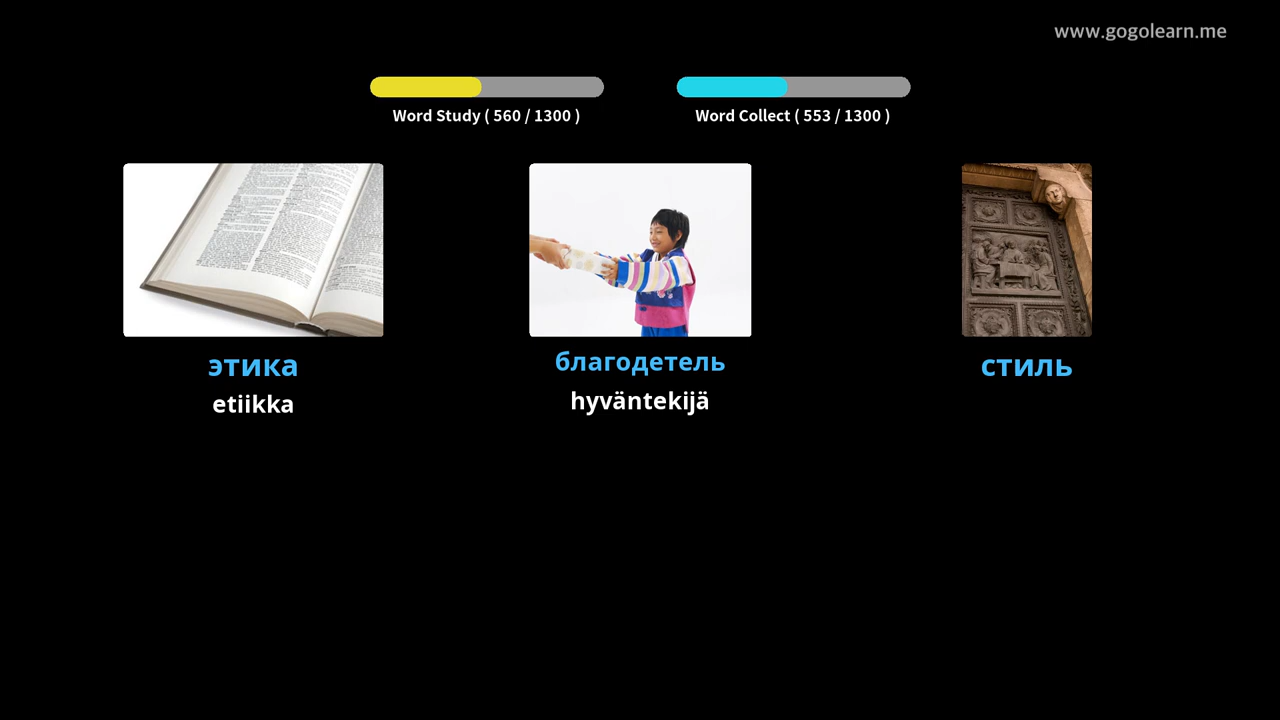 www.gogolearn.me
Word Study ( 560 / 1300 )
Word Collect ( 553 / 1300 )
этика
etiikka
благодетель
hyväntekijä
стиль